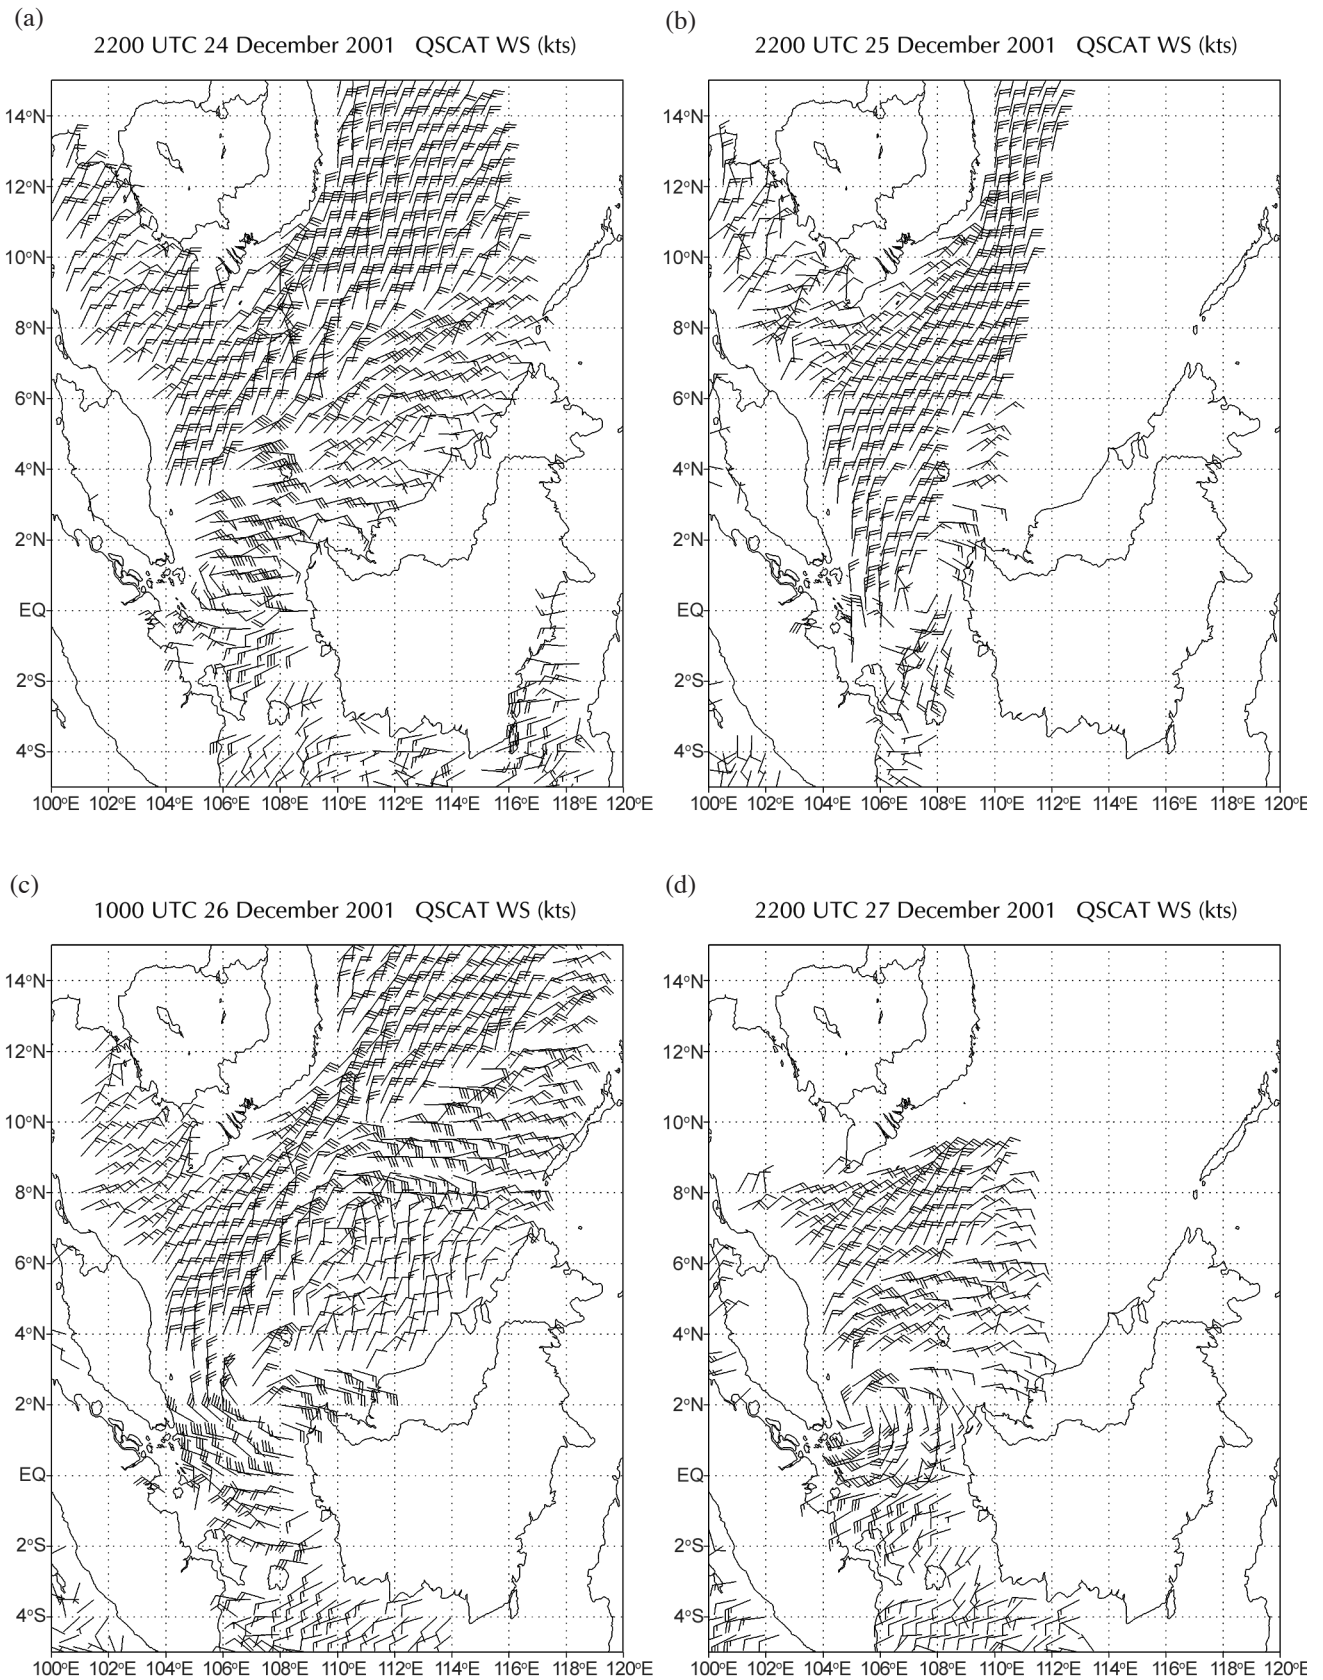 (a)
2200 UTC 24 December 2001 QSCAT WS (kts)
14°N
12°N
10°N
8°N
6°N
4°N
2°N
EQ
2°S
4°S
100°E 102°E 104°E 106°E 108°E 110°E 112°E 114°E 116°E 118°E 120°E
(b)
2200 UTC 25 December 2001 QSCAT WS (kts)
14°N
12°N
10°N
8°N
6°N
4°N
2°N
EQ
2°S
4°S
100°E 102°E 104°E 106°E 108°E 110°E 112°E 114°E 116°E 118°E 120°E
(c)
1000 UTC 26 December 2001 QSCAT WS (kts)
14°N
12°N
10°N
8°N
6°N
4°N
2°N
EQ
2°S
4°S
100°E 102°E 104°E 106°E 108°E 110°E 112°E 114°E 116°E 118°E 120°E
(d)
2200 UTC 27 December 2001 QSCAT WS (kts)
14°N
12°N
10°N
8°N
6°N
4°N
2°N
EQ
2°S
4°S
100°E 102°E 104°E 106°E 108°E 110°E 112°E 114°E 116°E 118°E 120°E